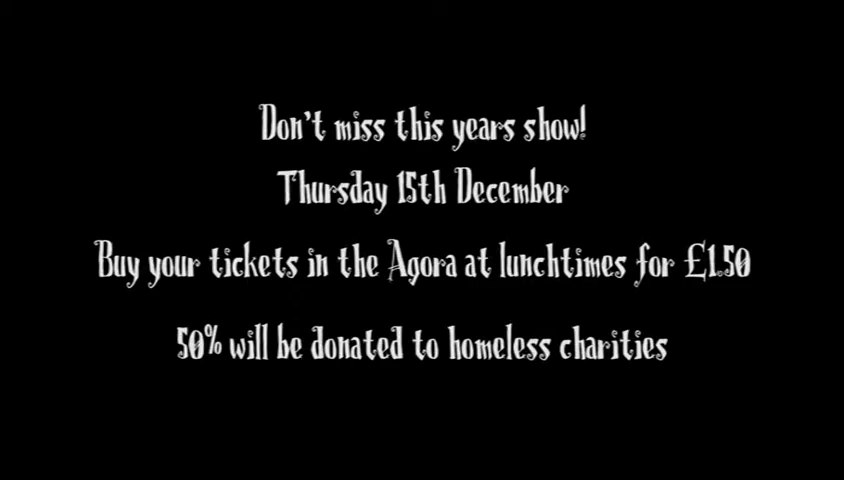 Don't miss this years show!
Thursday 15th December
Buy your tickets in the Agora at lunchtimes for £1.50
50% will be donated to homeless charities